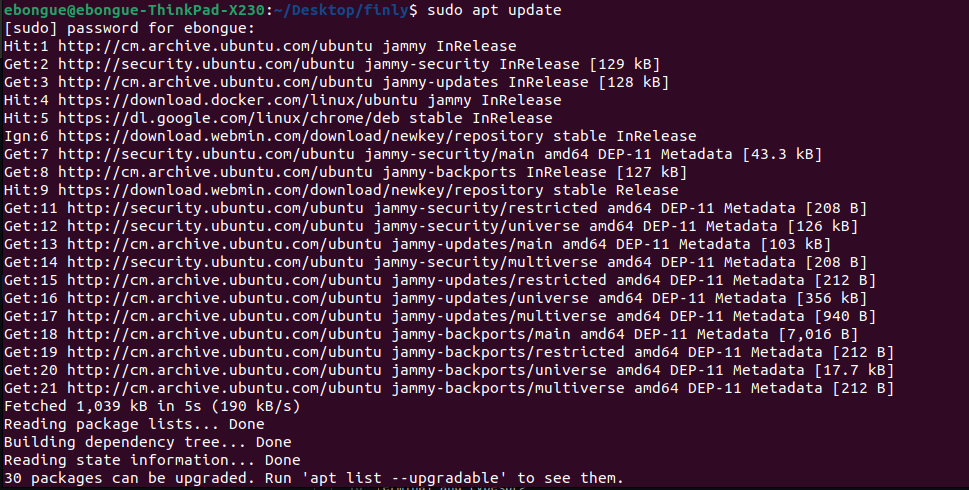 ebongue@ebongue-ThinkPad-X230:~/Desktop/finly$ sudo apt update
[sudo] password for ebongue:
Hit:1 http://cm.archive.ubuntu.com/ubuntu jammy InRelease
Get:2 http://security.ubuntu.com/ubuntu jammy-security InRelease [129 kB]
Get:3 http://cm.archive.ubuntu.com/ubuntu jammy-updates InRelease [128 kB]
Hit:4 https://download.docker.com/linux/ubuntu jammy InRelease
Hit:5 https://dl.google.com/linux/chrome/deb stable InRelease
Ign:6 https://download.webmin.com/download/newkey/repository stable InRelease
Get:7 http://security.ubuntu.com/ubuntu jammy-security/main amd64 DEP-11 Metadata [43.3 kB]
Get:8 http://cm.archive.ubuntu.com/ubuntu jammy-backports InRelease [127 kB]
Hit:9 https://download.webmin.com/download/newkey/repository stable Release
Get:11 http://security.ubuntu.com/ubuntu jammy-security/restricted amd64 DEP-11 Metadata [208 B]
Get:12 http://security.ubuntu.com/ubuntu jammy-security/universe amd64 DEP-11 Metadata [126 kB]
Get:13 http://cm.archive.ubuntu.com/ubuntu jammy-updates/main amd64 DEP-11 Metadata [103 kB]
Get:14 http://security.ubuntu.com/ubuntu jammy-security/multiverse amd64 DEP-11 Metadata [208 B]
Get:15 http://cm.archive.ubuntu.com/ubuntu jammy-updates/restricted amd64 DEP-11 Metadata [212 B]
Get:16 http://cm.archive.ubuntu.com/ubuntu jammy-updates/universe amd64 DEP-11 Metadata [356 kB]
Get:17 http://cm.archive.ubuntu.com/ubuntu jammy-updates/multiverse amd64 DEP-11 Metadata [940 B]
Get:18 http://cm.archive.ubuntu.com/ubuntu jammy-backports/main amd64 DEP-11 Metadata [7,016 B]
Get:19 http://cm.archive.ubuntu.com/ubuntu jammy-backports/restricted amd64 DEP-11 Metadata [212 B]
Get:20 http://cm.archive.ubuntu.com/ubuntu jammy-backports/universe amd64 DEP-11 Metadata [17.7 kB]
Get:21 http://cm.archive.ubuntu.com/ubuntu jammy-backports/multiverse amd64 DEP-11 Metadata [212 B]
Fetched 1,039 kB in 5s (190 kB/s)
Reading package lists... Done
Building dependency tree... Done
Reading state information... Done
30 packages can be upgraded. Run 'apt list --upgradable' to see them.